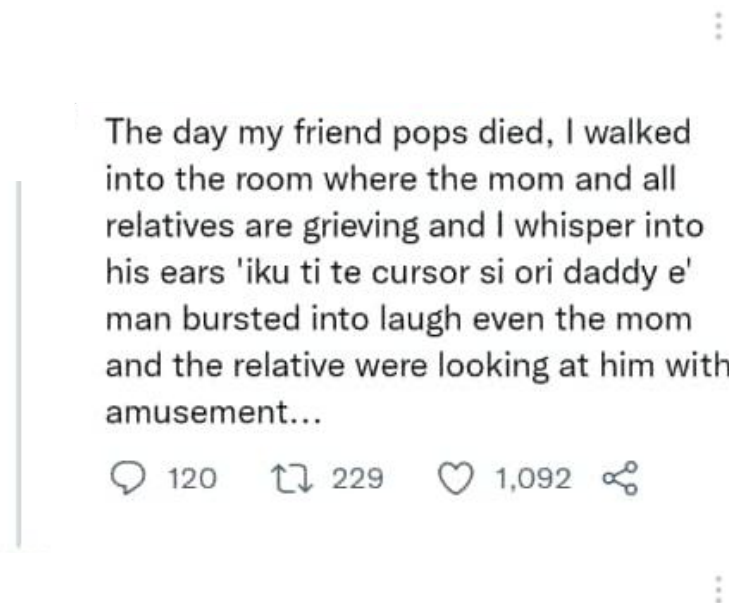 The day my friend pops died, I walked
into the room where the mom and all
relatives are grieving and I whisper into
his ears 'iku ti te cursor si ori daddy e'
man bursted into laugh even the mom
and the relative were looking at him with
amusement...
120 229 1,092